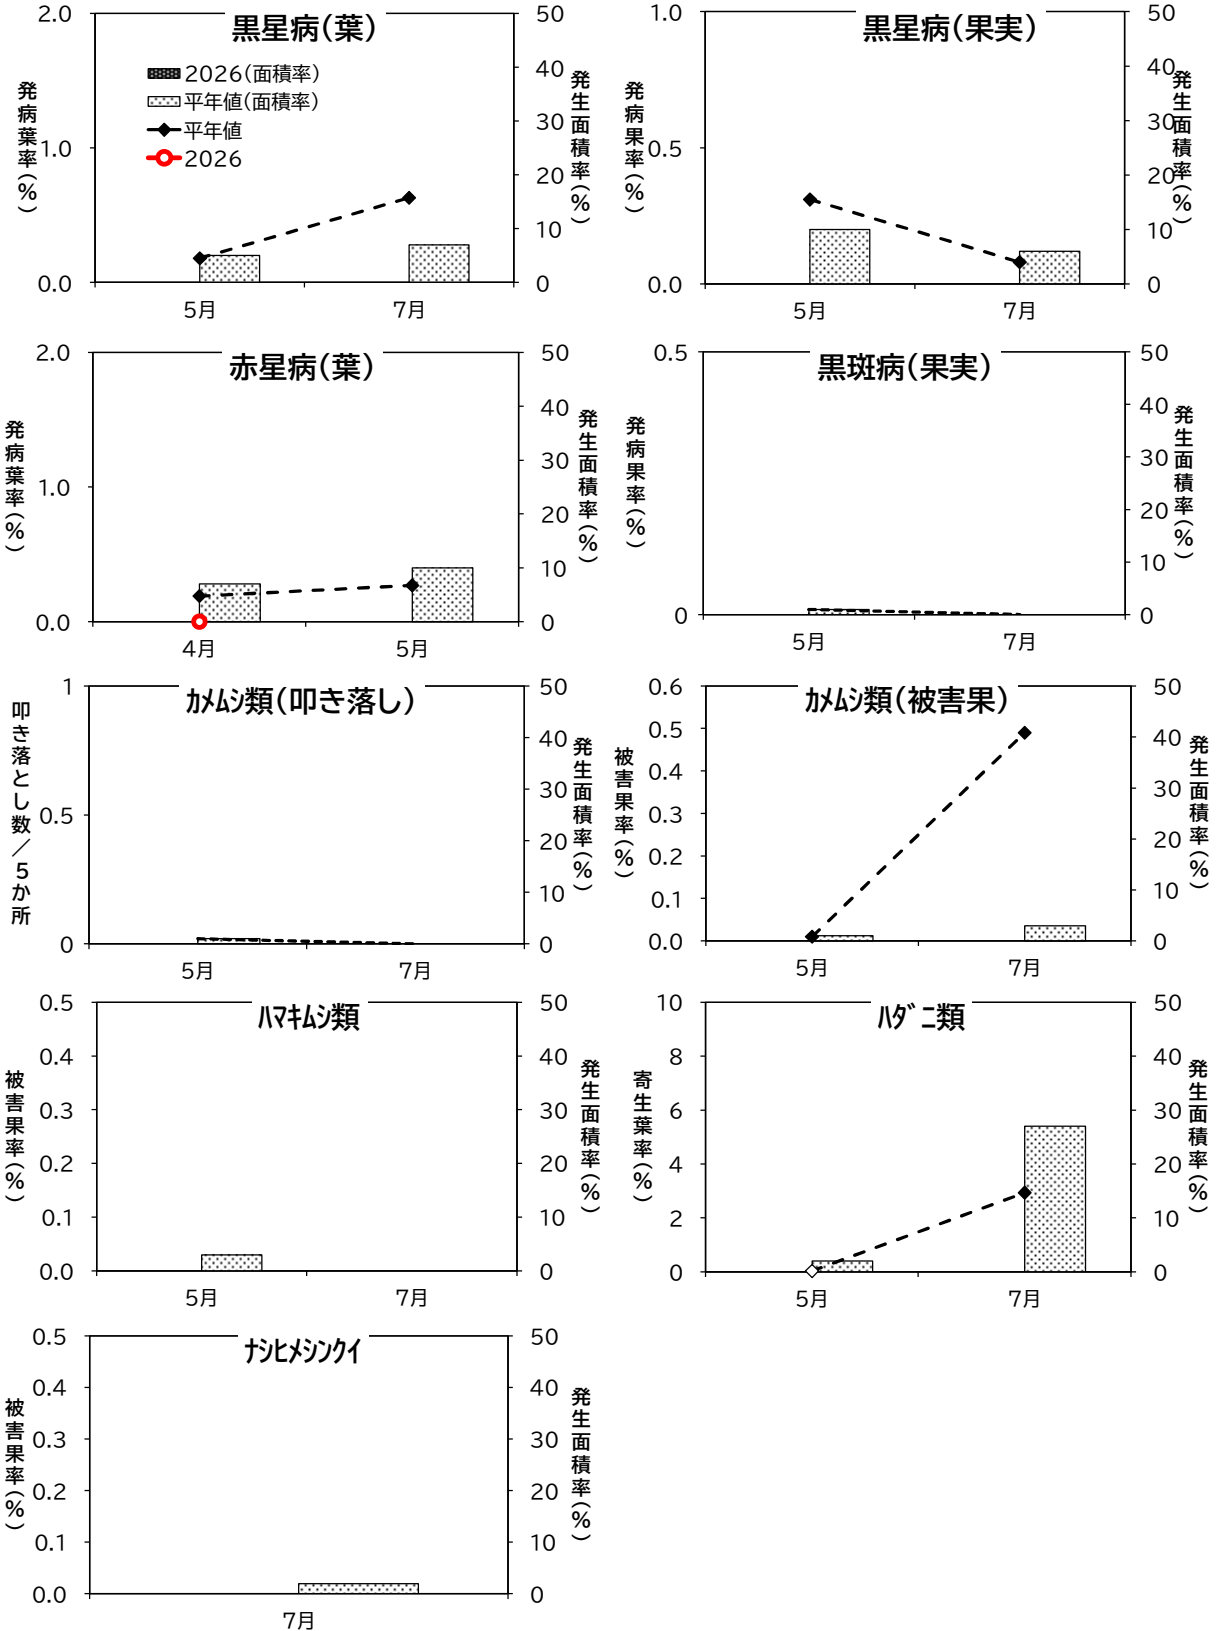 黒星病(葉)
2026(面積率)
平年値(面積率)
平年値
2026
発病葉率(%)
2.0
1.0
0.0
発生面積率(%)
50
40
30
20
10
0
5月
7月
黒星病(果実)
発病果率(%)
1.0
0.5
0.0
発生面積率(%)
50
40
30
20
10
0
5月
7月
赤星病(葉)
発病葉率(%)
2.0
1.0
0.0
発生面積率(%)
50
40
30
20
10
0
4月
5月
黒斑病(果実)
発病果率(%)
0.5
0
発生面積率(%)
50
40
30
20
10
0
5月
7月
ｶﾒﾑｼ類(叩き落し)
叩き落とし数／5か所
1
0.5
0
発生面積率(%)
50
40
30
20
10
0
5月
7月
ｶﾒﾑｼ類(被害果)
被害果率(%)
0.6
0.5
0.4
0.3
0.2
0.1
0.0
発生面積率(%)
50
40
30
20
10
0
5月
7月
ﾊﾏｷﾑｼ類
被害果率(%)
0.5
0.4
0.3
0.2
0.1
0.0
発生面積率(%)
50
40
30
20
10
0
5月
7月
ﾊﾀﾞﾆ類
寄生葉率(%)
10
8
6
4
2
0
発生面積率(%)
50
40
30
20
10
0
5月
7月
ﾅｼﾋﾒｼﾝｸｲ
被害果率(%)
0.5
0.4
0.3
0.2
0.1
0.0
発生面積率(%)
50
40
30
20
10
0
7月